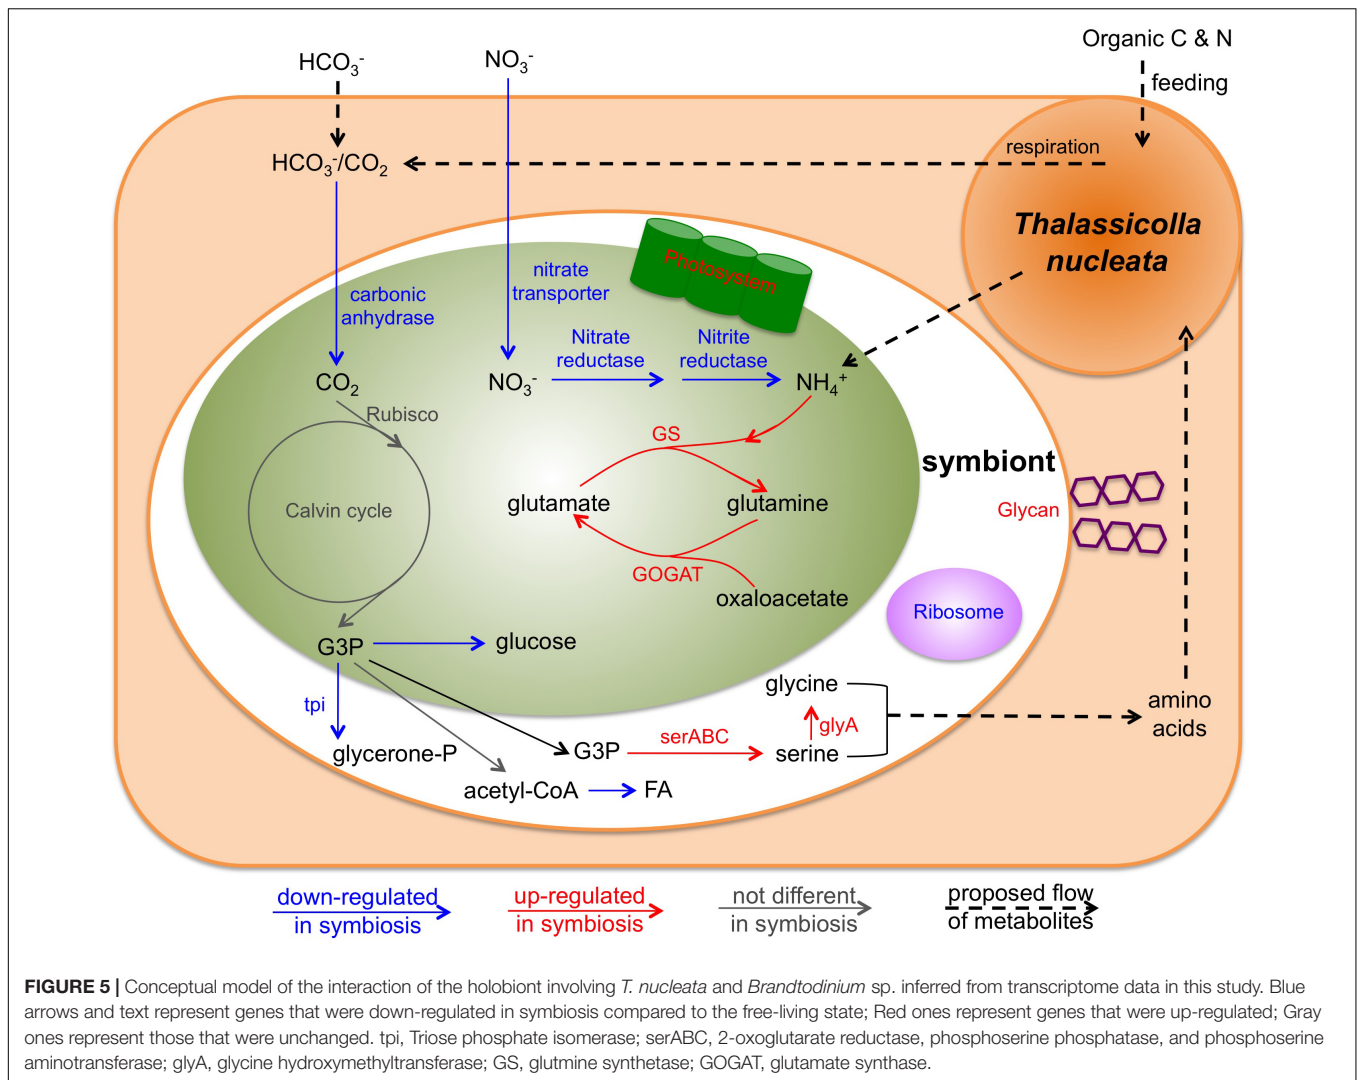 Organic C & N
feeding
HCO₃⁻
NO₃⁻
HCO₃⁻/CO₂
respiration
Thalassicolla
nucleata
Photosystem
nitrate
transporter
carbonic
anhydrase
Nitrate
reductase
Nitrite
reductase
CO₂
NO₃⁻
NH₄⁺
Rubisco
GS
symbiont
Calvin cycle
glutamate
glutamine
Glycan
GOGAT
oxaloacetate
Ribosome
G3P
glucose
glycine
tpi
amino
acids
glyA
serABC
glycerone-P
G3P
serine
acetyl-CoA
FA
down-regulated
in symbiosis
up-regulated
in symbiosis
not different
in symbiosis
proposed flow
of metabolites
FIGURE 5 | Conceptual model of the interaction of the holobiont involving T. nucleata and Brandtodinium sp. inferred from transcriptome data in this study. Blue
arrows and text represent genes that were down-regulated in symbiosis compared to the free-living state; Red ones represent genes that were up-regulated; Gray
ones represent those that were unchanged. tpi, Triose phosphate isomerase; serABC, 2-oxoglutarate reductase, phosphoserine phosphatase, and phosphoserine
aminotransferase; glyA, glycine hydroxymethyltransferase; GS, glutmine synthetase; GOGAT, glutamate synthase.